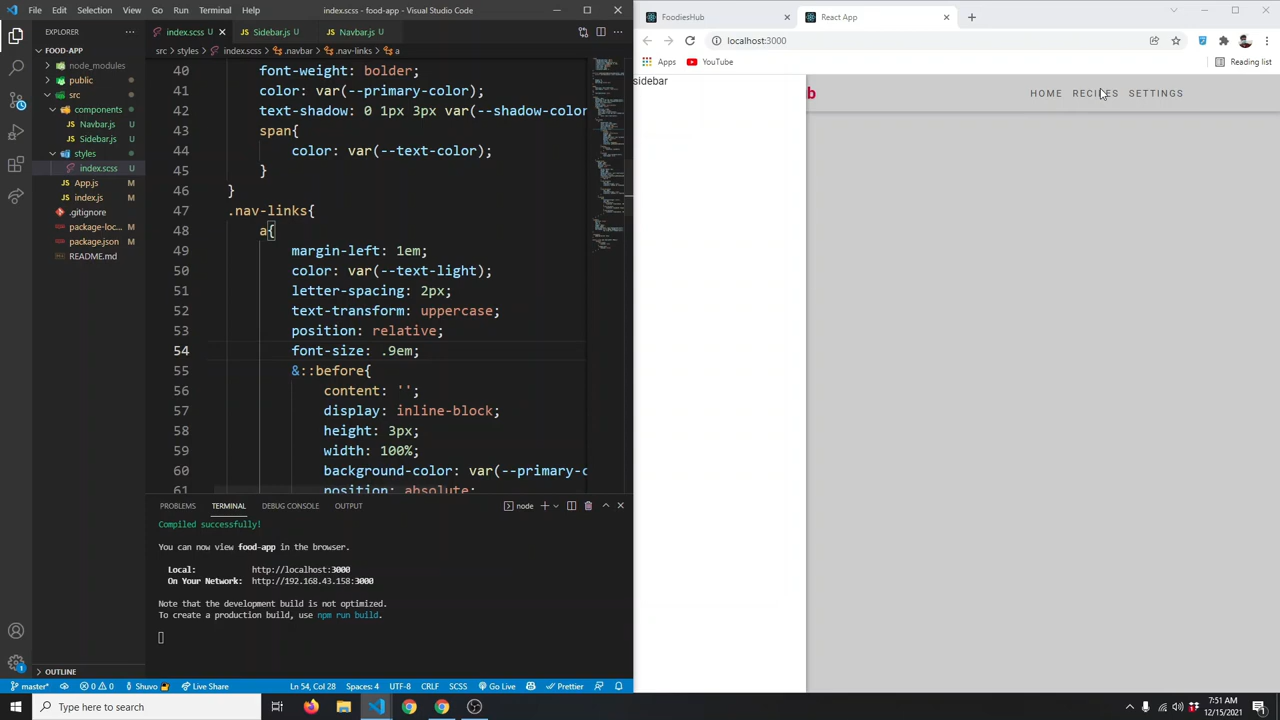 File Edit Selection View Go Run Terminal Help index.scss - food-app - Visual Studio Code
EXPLORER
FOOD-APP
node_modules
public
src
components
Navbar.js U
Sidebar.js U
styles
index.scss U
App.js M
index.js M
.gitignore
package-loc... M
package.json M
README.md
OUTLINE
index.scss U Sidebar.js U Navbar.js U
src > styles > index.scss > .navbar > .nav-links > a
40 font-weight: bolder;
41 color: var(--primary-color);
42 text-shadow: 0 1px 3px var(--shadow-color
43 span{
44 color: var(--text-color);
45 }
46 }
47 .nav-links{
48 a{
49 margin-left: 1em;
50 color: var(--text-light);
51 letter-spacing: 2px;
52 text-transform: uppercase;
53 position: relative;
54 font-size: .9em;
55 &::before{
56 content: '';
57 display: inline-block;
58 height: 3px;
59 width: 100%;
60 background-color: var(--primary-c
61 position: absolute;
PROBLEMS TERMINAL DEBUG CONSOLE OUTPUT node
Compiled successfully!
You can now view food-app in the browser.
Local: http://localhost:3000
On Your Network: http://192.168.43.158:3000
Note that the development build is not optimized.
To create a production build, use npm run build.
master* 0 0 Shuvo Live Share Ln 54, Col 28 Spaces: 4 UTF-8 CRLF SCSS Go Live Prettier
FoodiesHub React App
localhost:3000
Apps YouTube Reading list
sidebar
b HOME RECIPES SETTINGS
Type here to search
7:51 AM
12/15/2021